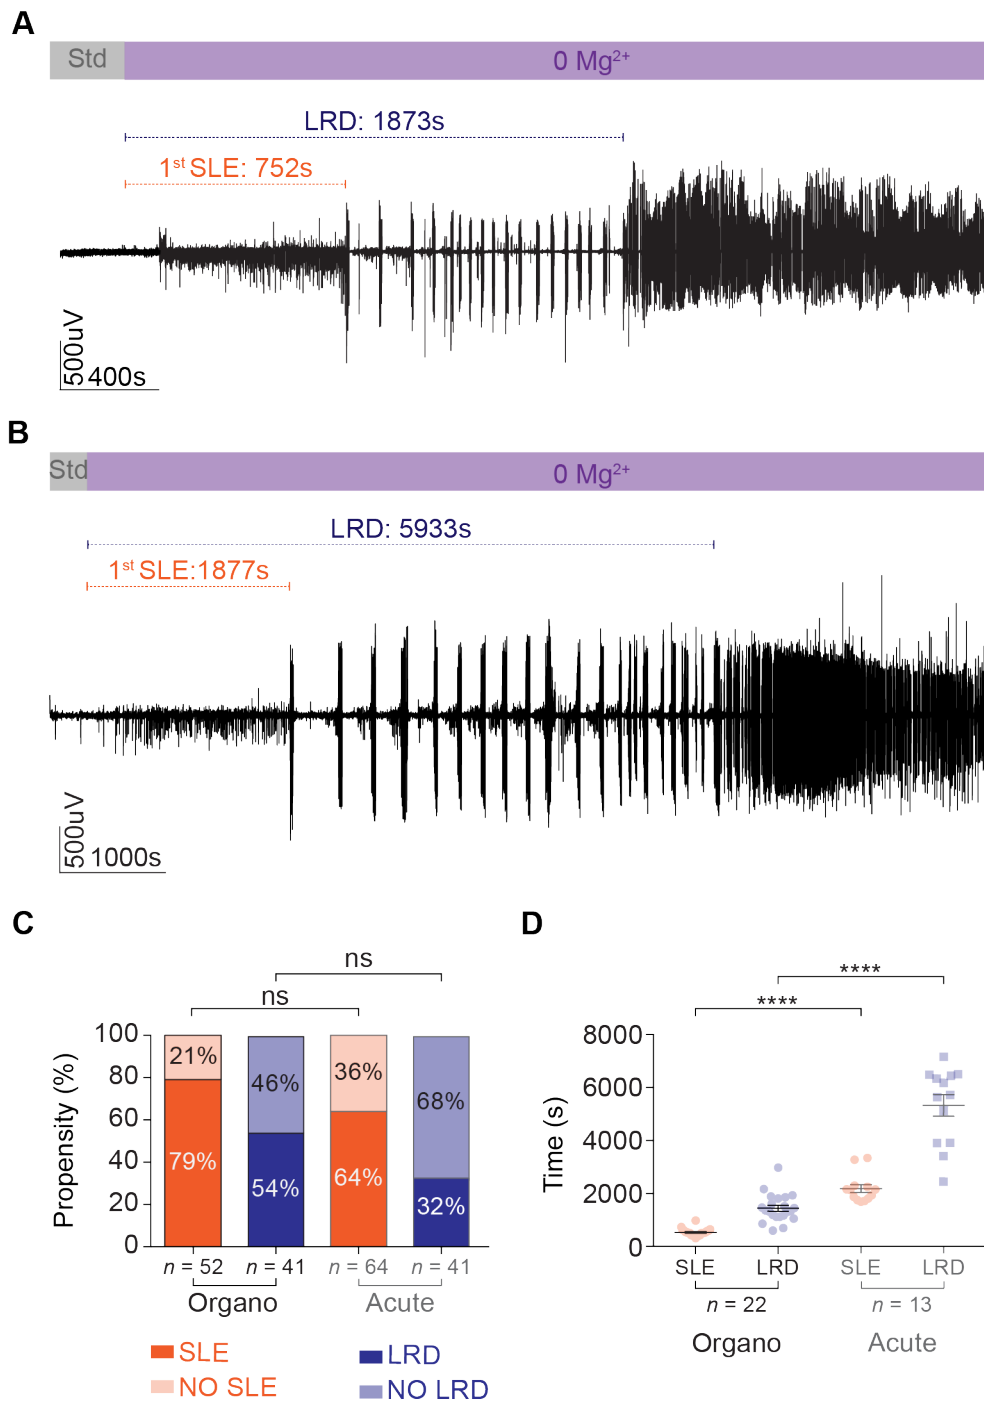 A
Std
0 Mg²⁺
LRD: 1873s
1ˢᵗ SLE: 752s
500uV
400s
B
Std
0 Mg²⁺
LRD: 5933s
1ˢᵗ SLE:1877s
500uV
1000s
C
ns
ns
Propensity (%)
100
80
60
40
20
0
21%
79%
46%
54%
36%
64%
68%
32%
n = 52
n = 41
n = 64
n = 41
Organo
Acute
SLE
NO SLE
LRD
NO LRD
D
****
****
Time (s)
8000
6000
4000
2000
0
SLE
LRD
SLE
LRD
n = 22
n = 13
Organo
Acute